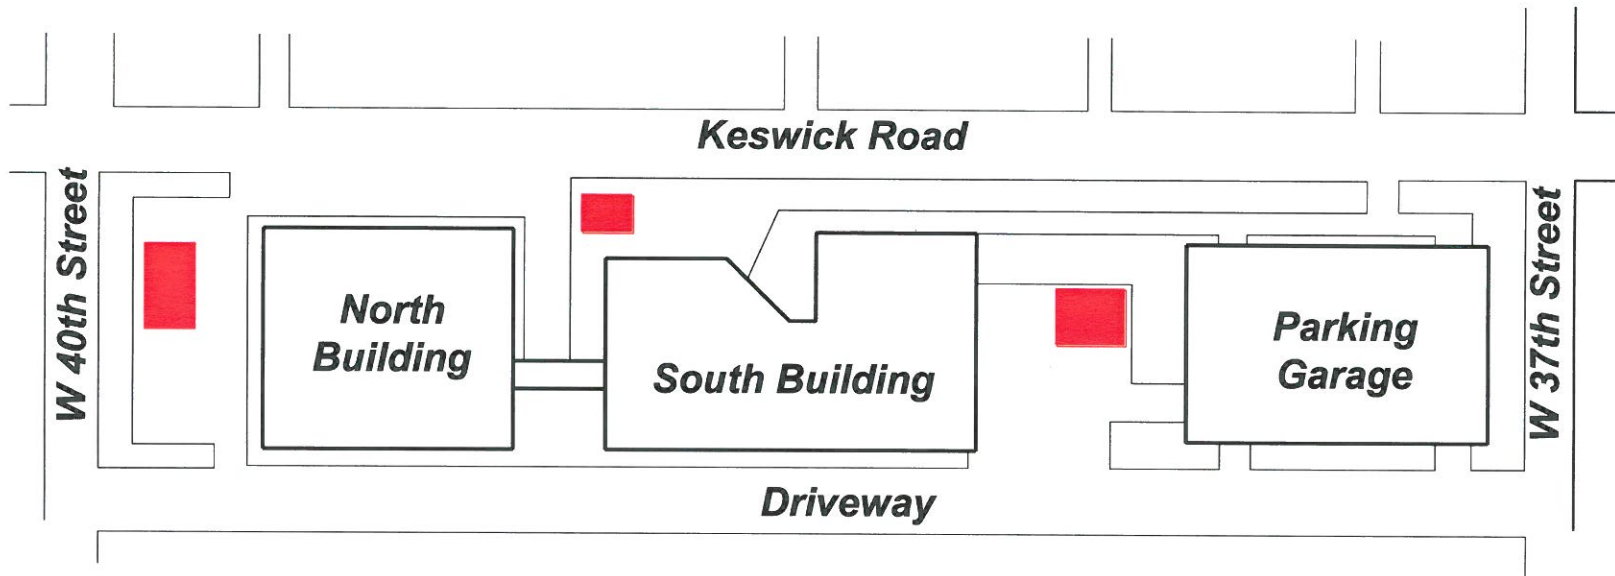 Keswick Road
W 40th Street
North
Building
South Building
Parking
Garage
W 37th Street
Driveway